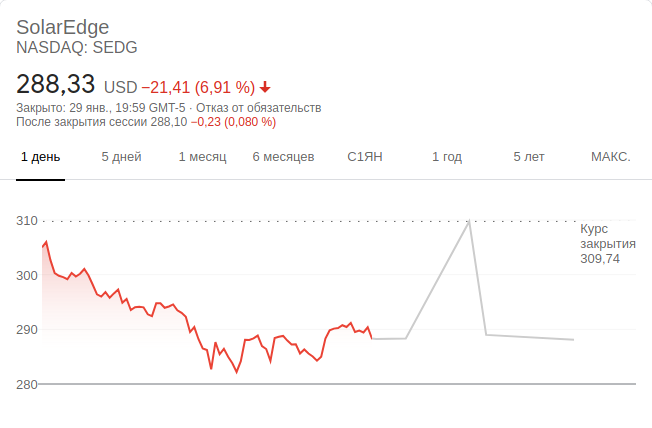 SolarEdge
NASDAQ: SEDG
288,33 USD −21,41 (6,91 %)
Закрыто: 29 янв., 19:59 GMT-5 · Отказ от обязательств
После закрытия сессии 288,10 −0,23 (0,080 %)
1 день 5 дней 1 месяц 6 месяцев С1ЯН 1 год 5 лет МАКС.
310
Курс
закрытия
309,74
300
290
280